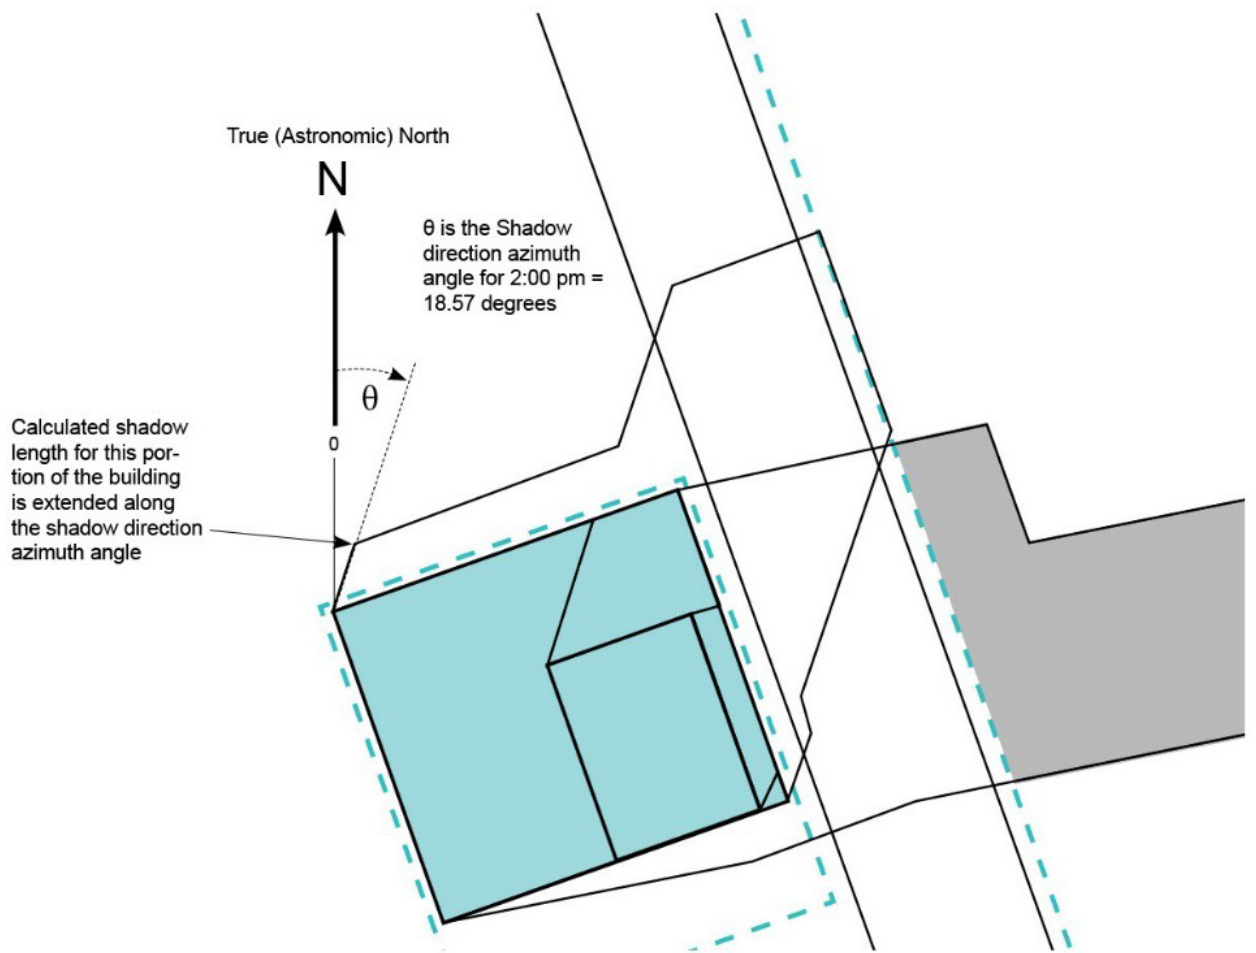 True (Astronomic) North
N
θ is the Shadow
direction azimuth
angle for 2:00 pm =
18.57 degrees
θ
Calculated shadow
length for this por-
tion of the building
is extended along
the shadow direction
azimuth angle
0